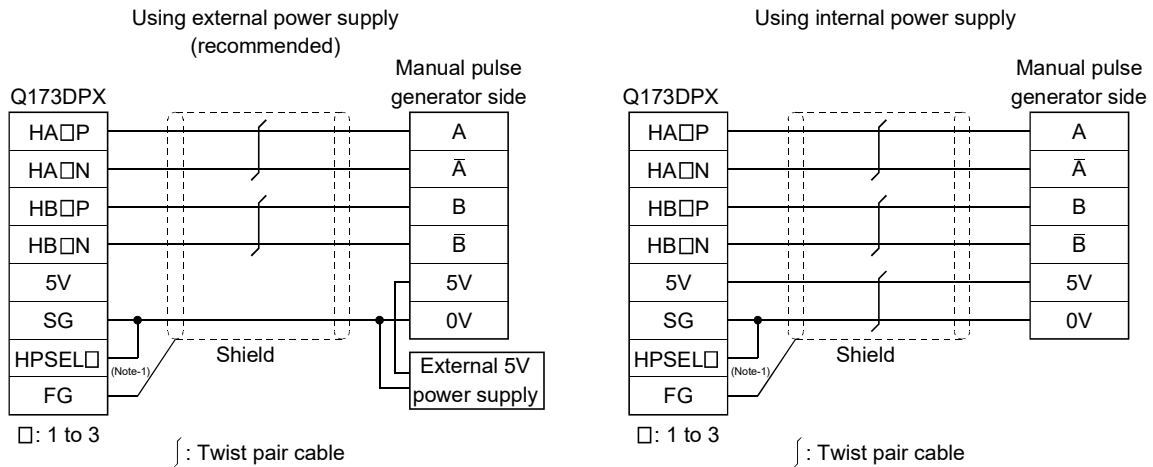 Using external power supply
(recommended)
Manual pulse
generator side
Q173DPX
HA□P
HA□N
HB□P
HB□N
5V
SG
HPSEL□
FG
A
A̅
B
B̅
5V
0V
(Note-1)
Shield
External 5V
power supply
□: 1 to 3
∫ : Twist pair cable
Using internal power supply
Manual pulse
generator side
Q173DPX
HA□P
HA□N
HB□P
HB□N
5V
SG
HPSEL□
FG
A
A̅
B
B̅
5V
0V
(Note-1)
Shield
□: 1 to 3
∫ : Twist pair cable